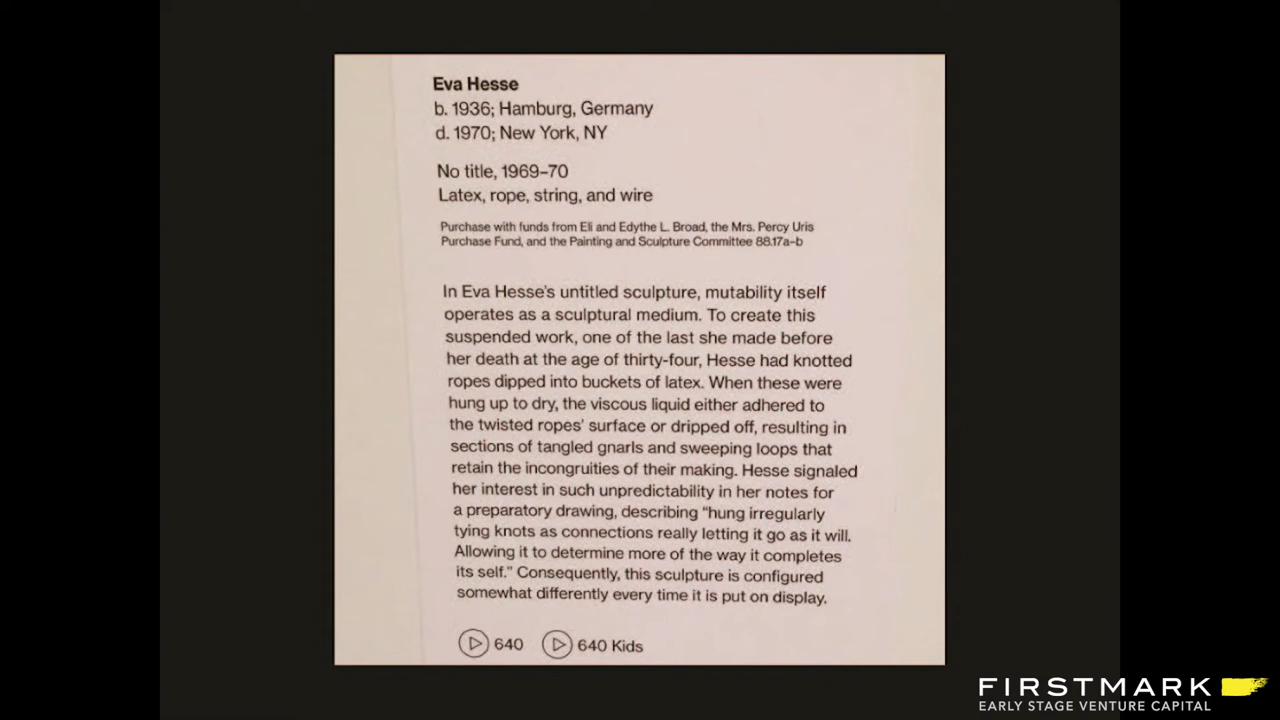 Eva Hesse
b. 1936; Hamburg, Germany
d. 1970; New York, NY
No title, 1969–70
Latex, rope, string, and wire
Purchase with funds from Eli and Edythe L. Broad, the Mrs. Percy Uris
Purchase Fund, and the Painting and Sculpture Committee 88.17a–b
In Eva Hesse's untitled sculpture, mutability itself
operates as a sculptural medium. To create this
suspended work, one of the last she made before
her death at the age of thirty-four, Hesse had knotted
ropes dipped into buckets of latex. When these were
hung up to dry, the viscous liquid either adhered to
the twisted ropes' surface or dripped off, resulting in
sections of tangled gnarls and sweeping loops that
retain the incongruities of their making. Hesse signaled
her interest in such unpredictability in her notes for
a preparatory drawing, describing “hung irregularly
tying knots as connections really letting it go as it will.
Allowing it to determine more of the way it completes
its self.” Consequently, this sculpture is configured
somewhat differently every time it is put on display.
640 640 Kids
FIRSTMARK
EARLY STAGE VENTURE CAPITAL